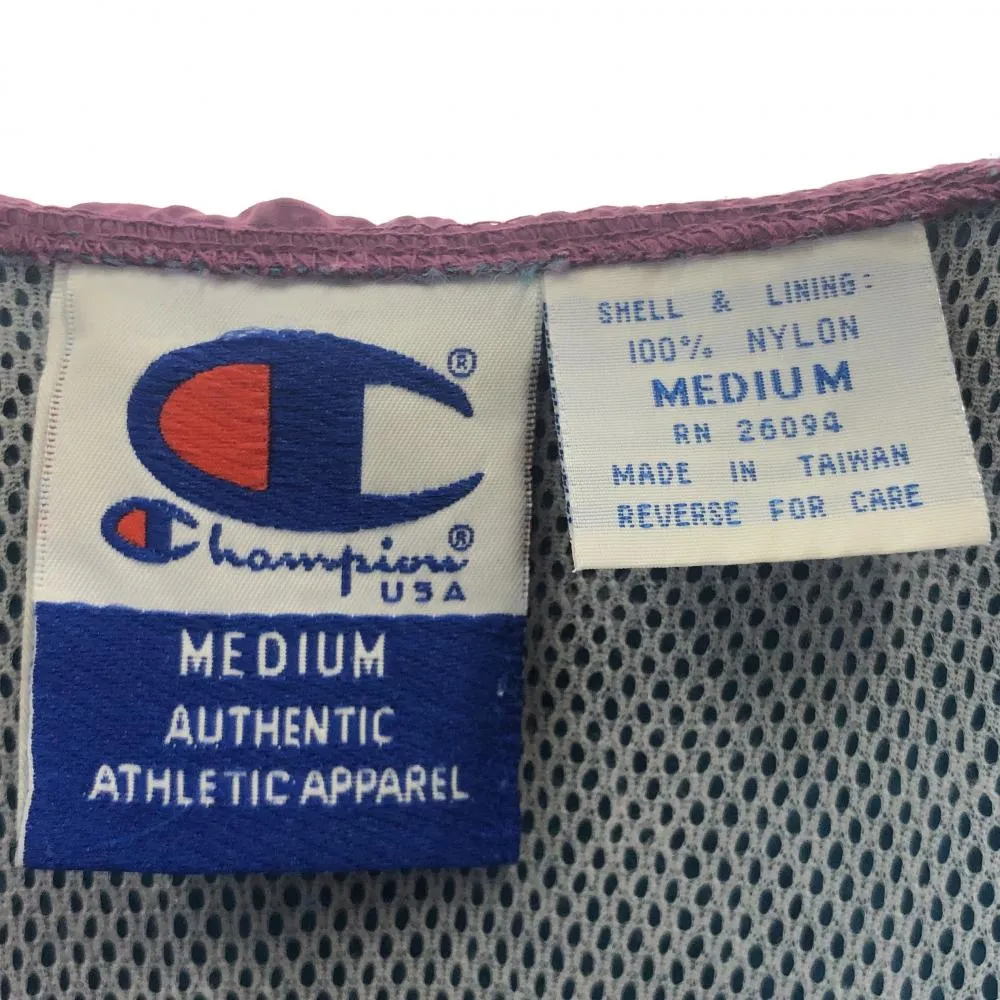 ®
Champion®
USA
MEDIUM
AUTHENTIC
ATHLETIC APPAREL
SHELL & LINING:
100% NYLON
MEDIUM
RN 26094
MADE IN TAIWAN
REVERSE FOR CARE